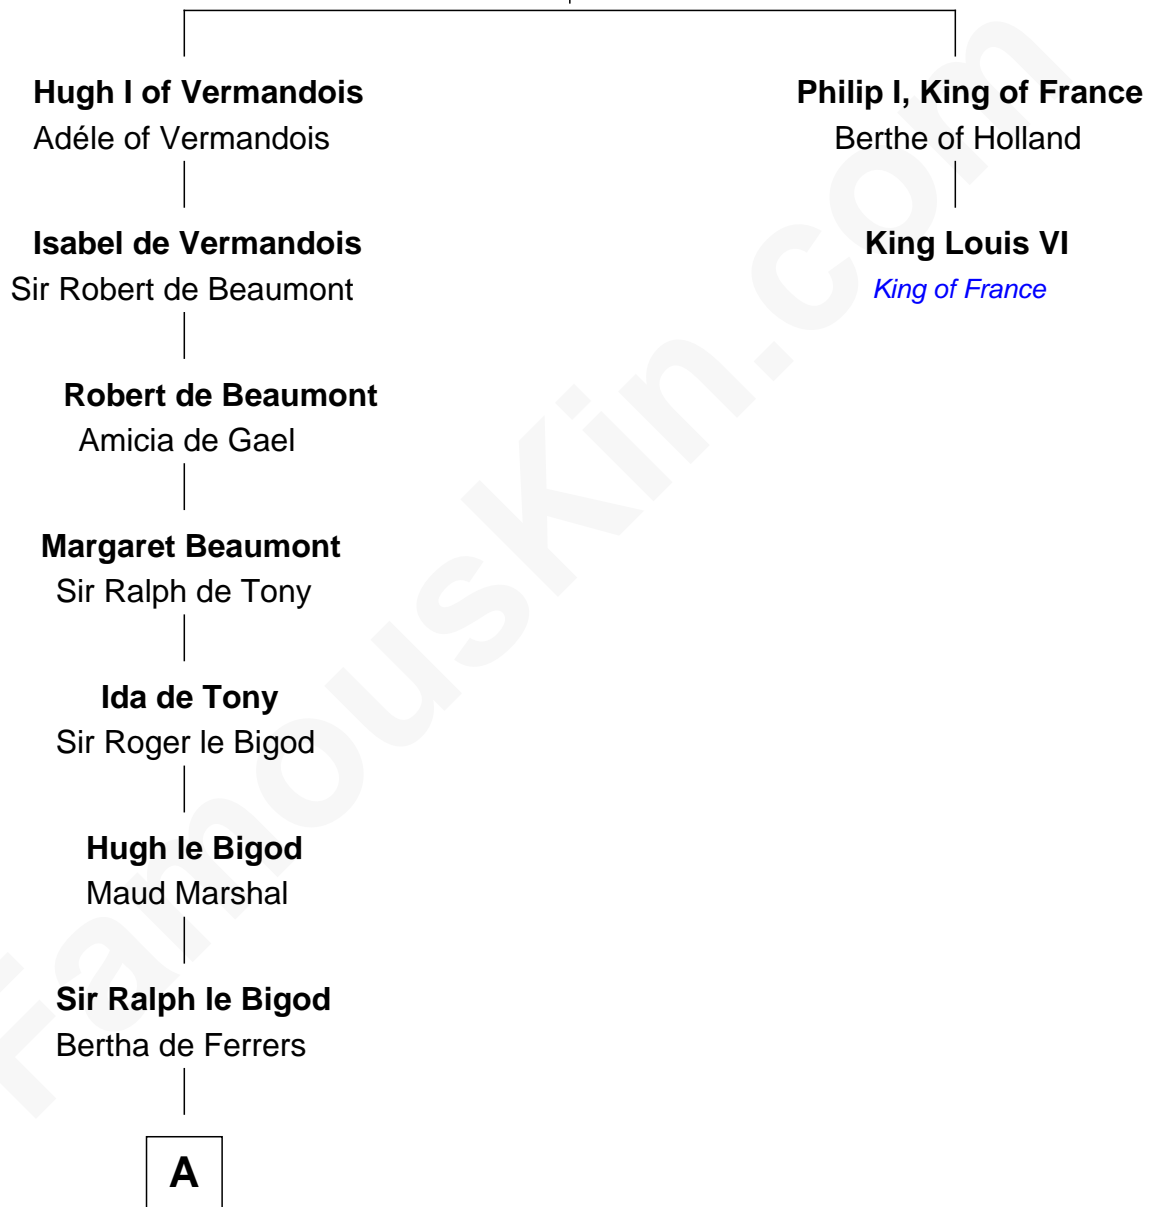 Hugh I of Vermandois
Adéle of Vermandois
Philip I, King of France
Berthe of Holland
Isabel de Vermandois
Sir Robert de Beaumont
King Louis VI
King of France
Robert de Beaumont
Amicia de Gael
Margaret Beaumont
Sir Ralph de Tony
Ida de Tony
Sir Roger le Bigod
Hugh le Bigod
Maud Marshal
Sir Ralph le Bigod
Bertha de Ferrers
A
FamousKin.com